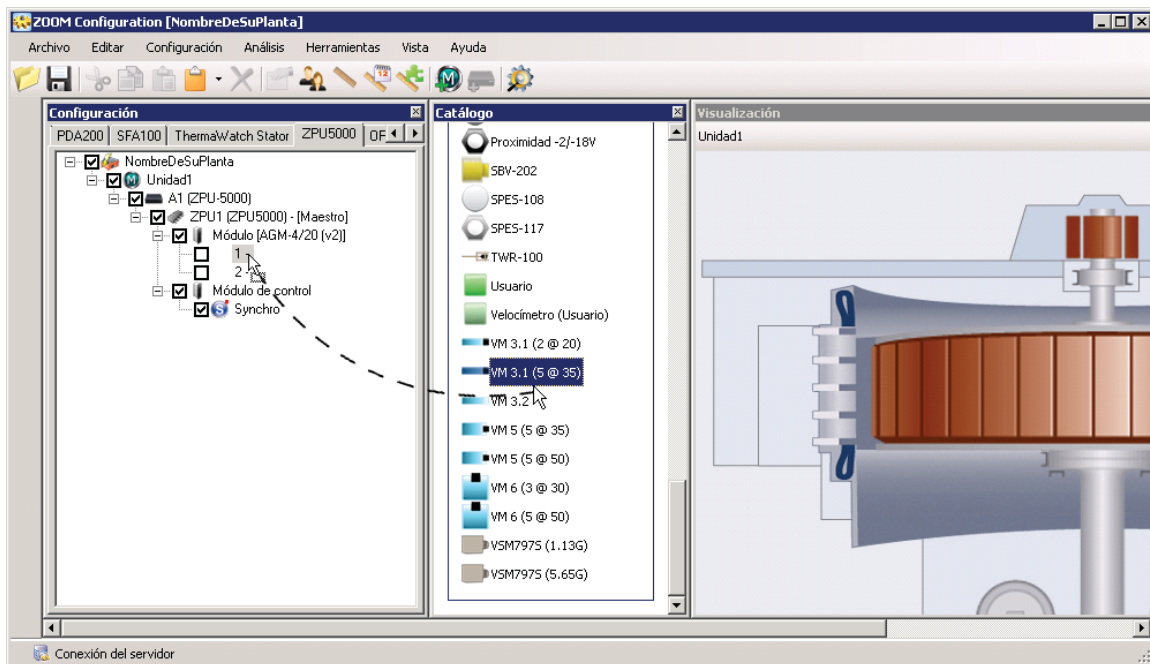 ZOOM Configuration [NombreDeSuPlanta]
Archivo Editar Configuración Análisis Herramientas Vista Ayuda
12
M
Configuración
PDA200 SFA100 ThermaWatch Stator ZPU5000 OF
NombreDeSuPlanta
M Unidad1
A1 (ZPU-5000)
ZPU1 (ZPU5000) - [Maestro]
Módulo [AGM-4/20 (v2)]
1 -
2 -
Módulo de control
S Synchro
Catálogo
Proximidad -2/-18V
SBV-202
SPES-108
SPES-117
TWR-100
Usuario
Velocímetro (Usuario)
VM 3.1 (2 @ 20)
VM 3.1 (5 @ 35)
VM 3.2
VM 5 (5 @ 35)
VM 5 (5 @ 50)
VM 6 (3 @ 30)
VM 6 (5 @ 50)
VSM797S (1.13G)
VSM797S (5.65G)
Visualización
Unidad1
Conexión del servidor